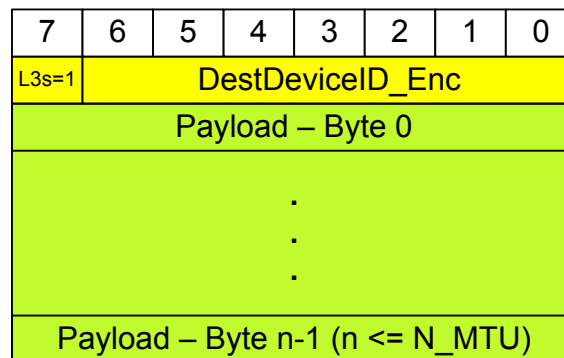 7 6 5 4 3 2 1 0
L3s=1 DestDeviceID_Enc
Payload – Byte 0
.
.
.
Payload – Byte n-1 (n <= N_MTU)